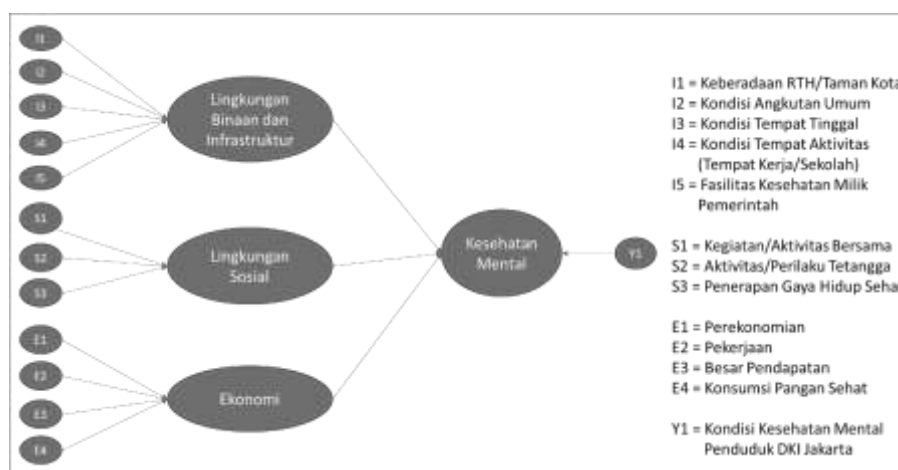 I1
I2
I3
I4
I5
S1
S2
S3
E1
E2
E3
E4
Lingkungan
Binaan dan
Infrastruktur
Lingkungan
Sosial
Ekonomi
Kesehatan
Mental
Y1
I1 = Keberadaan RTH/Taman Kota
I2 = Kondisi Angkutan Umum
I3 = Kondisi Tempat Tinggal
I4 = Kondisi Tempat Aktivitas
(Tempat Kerja/Sekolah)
I5 = Fasilitas Kesehatan Milik
Pemerintah
S1 = Kegiatan/Aktivitas Bersama
S2 = Aktivitas/Perilaku Tetangga
S3 = Penerapan Gaya Hidup Seha
E1 = Perekonomian
E2 = Pekerjaan
E3 = Besar Pendapatan
E4 = Konsumsi Pangan Sehat
Y1 = Kondisi Kesehatan Mental
Penduduk DKI Jakarta